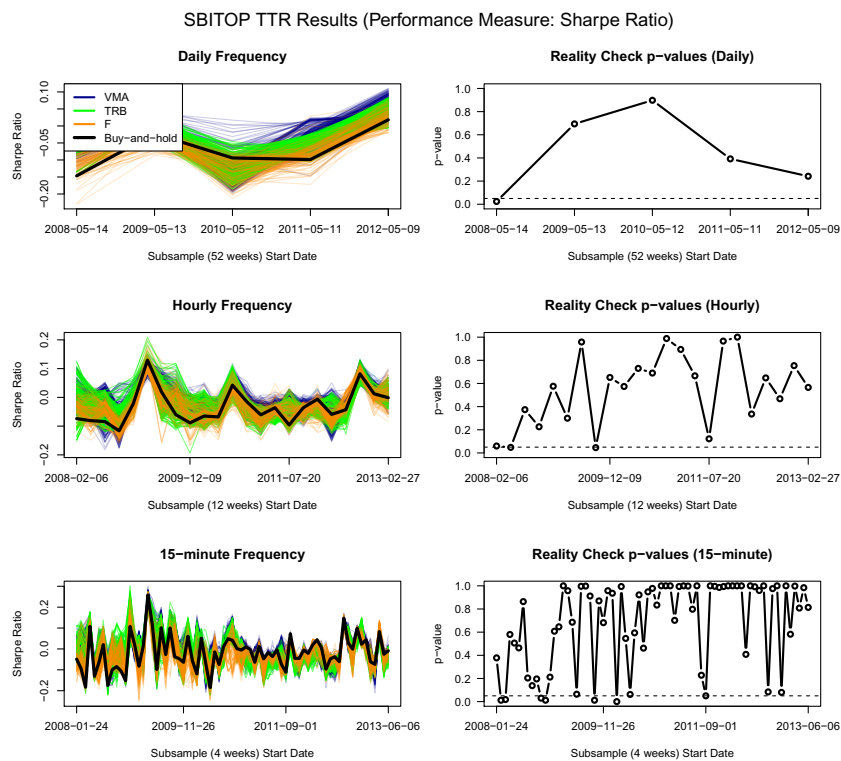 SBITOP TTR Results (Performance Measure: Sharpe Ratio)
Daily Frequency
Sharpe Ratio
0.10
−0.05
−0.20
VMA
TRB
F
Buy−and−hold
2008−05−14 2009−05−13 2010−05−12 2011−05−11 2012−05−09
Subsample (52 weeks) Start Date
Reality Check p−values (Daily)
p−value
1.0
0.8
0.6
0.4
0.2
0.0
2008−05−14 2009−05−13 2010−05−12 2011−05−11 2012−05−09
Subsample (52 weeks) Start Date
Hourly Frequency
Sharpe Ratio
0.2
0.1
0.0
−0.2
2008−02−06 2009−12−09 2011−07−20 2013−02−27
Subsample (12 weeks) Start Date
Reality Check p−values (Hourly)
p−value
1.0
0.8
0.6
0.4
0.2
0.0
2008−02−06 2009−12−09 2011−07−20 2013−02−27
Subsample (12 weeks) Start Date
15−minute Frequency
Sharpe Ratio
0.2
0.0
−0.2
2008−01−24 2009−11−26 2011−09−01 2013−06−06
Subsample (4 weeks) Start Date
Reality Check p−values (15−minute)
p−value
1.0
0.8
0.6
0.4
0.2
0.0
2008−01−24 2009−11−26 2011−09−01 2013−06−06
Subsample (4 weeks) Start Date